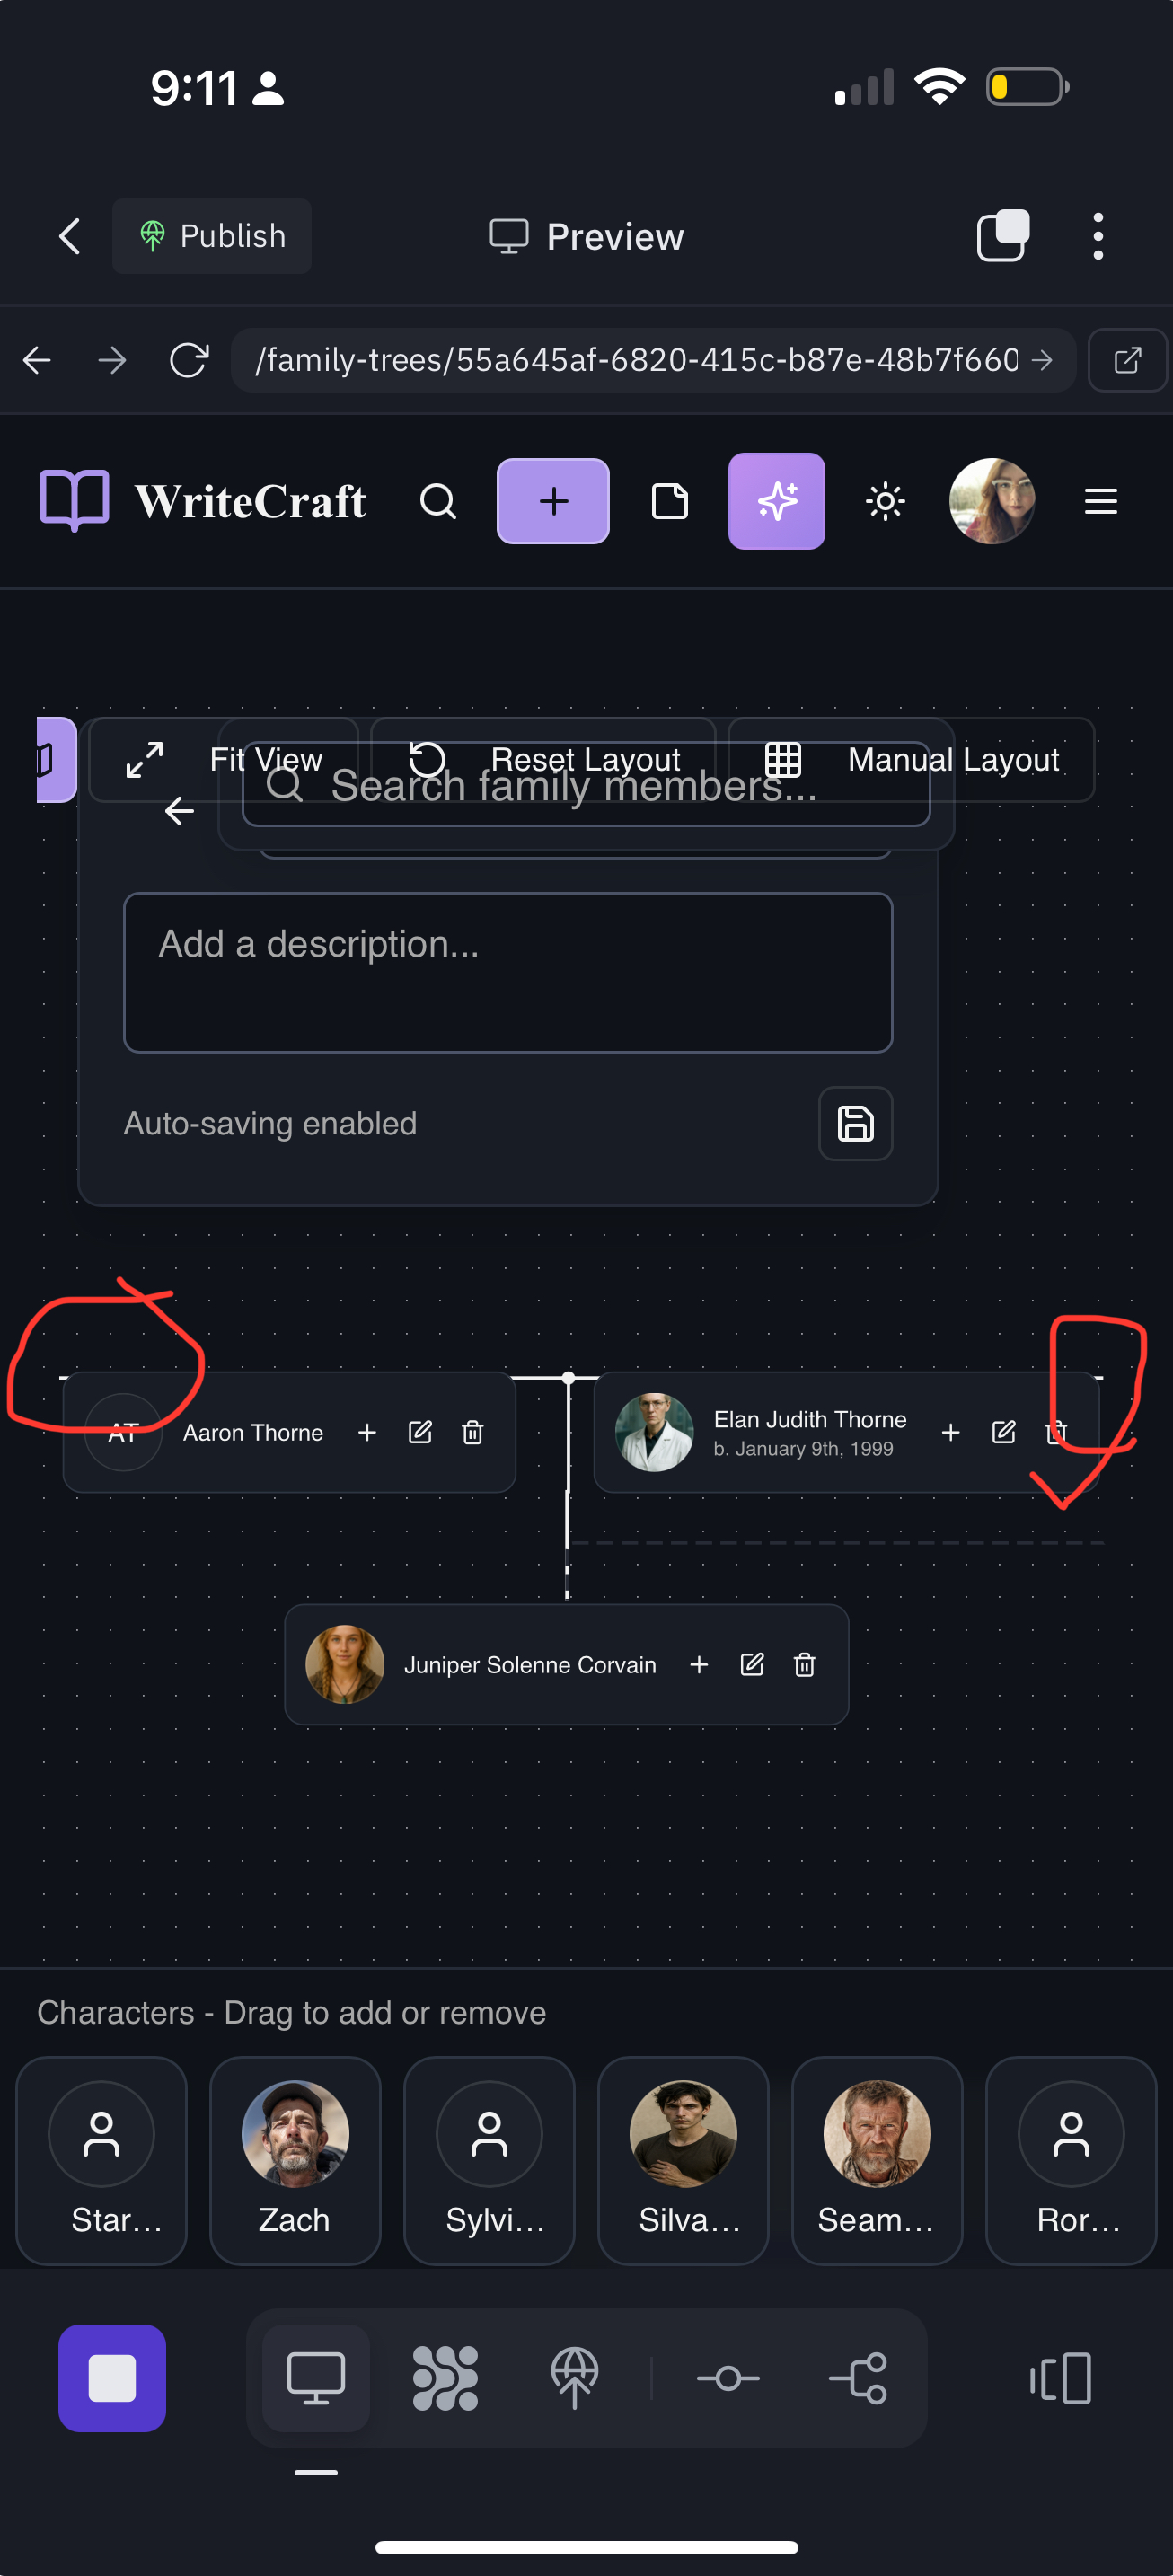 9:11
Publish
Preview
/family-trees/55a645af-6820-415c-b87e-48b7f660
WriteCraft
Fit View
Reset Layout
Manual Layout
Search family members...
Add a description...
Auto-saving enabled
AT
Aaron Thorne
Elan Judith Thorne
b. January 9th, 1999
Juniper Solenne Corvain
Characters - Drag to add or remove
Star...
Zach
Sylvi...
Silva...
Seam...
Ror...